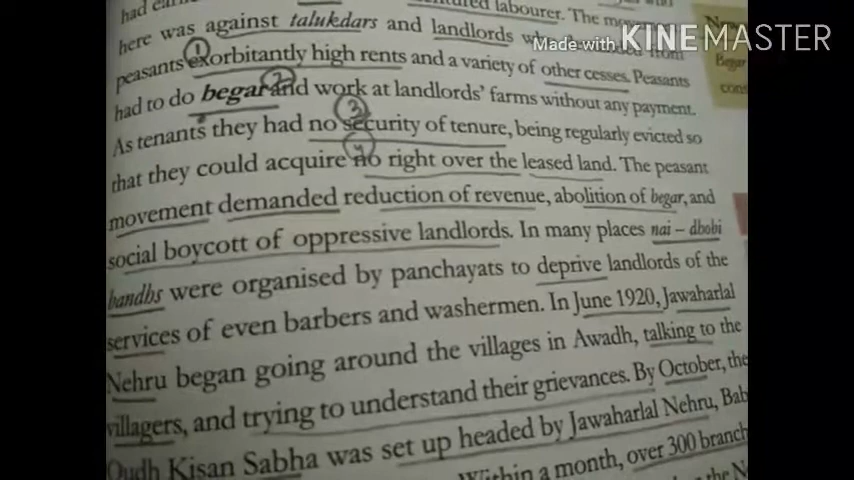 labourer. The
here was against talukdars and landlords
Made with KINEMASTER
peasants exorbitantly high rents and a variety of other cesses. Peasants
Begar
had to do begar and work at landlords' farms without any payment.
As tenants they had no security of tenure, being regularly evicted so
that they could acquire no right over the leased land. The peasant
movement demanded reduction of revenue, abolition of begar, and
social boycott of oppressive landlords. In many places nai – dhobi
bandhs were organised by panchayats to deprive landlords of the
services of even barbers and washermen. In June 1920, Jawaharlal
Nehru began going around the villages in Awadh, talking to the
villagers, and trying to understand their grievances. By October, the
Oudh Kisan Sabha was set up headed by Jawaharlal Nehru,
Within a month, over 300